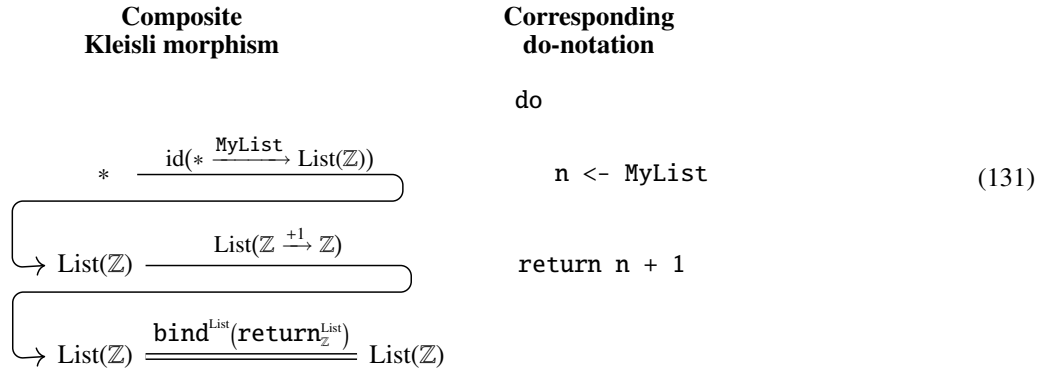 Composite Corresponding
Kleisli morphism do-notation
do
* id(* MyList → List(ℤ)) n <- MyList (131)
List(ℤ) List(ℤ +1 → ℤ) return n + 1
List(ℤ) bind^List(return^List_ℤ) List(ℤ)